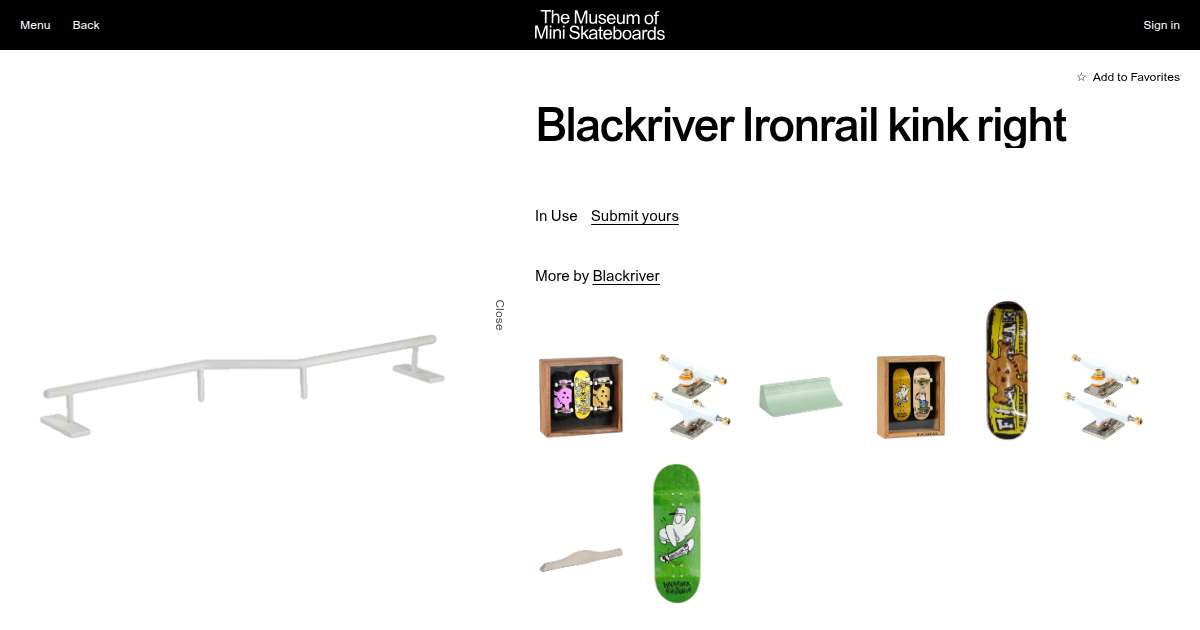 Menu
Back
The Museum of
Mini Skateboards
Sign in
☆ Add to Favorites
Blackriver Ironrail kink right
In Use
Submit yours
More by Blackriver
Close